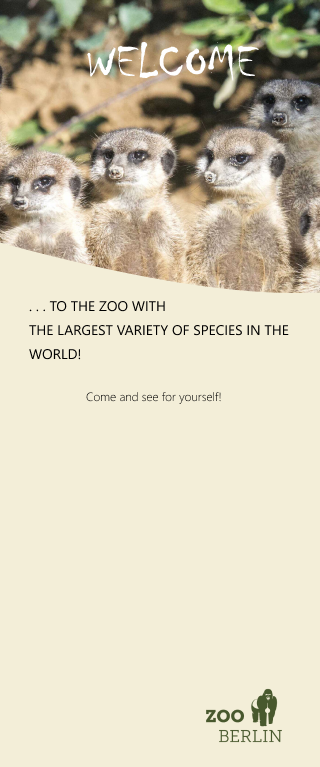 WELCOME
. . . TO THE ZOO WITH
THE LARGEST VARIETY OF SPECIES IN THE
WORLD!
Come and see for yourself!
ZOO
BERLIN